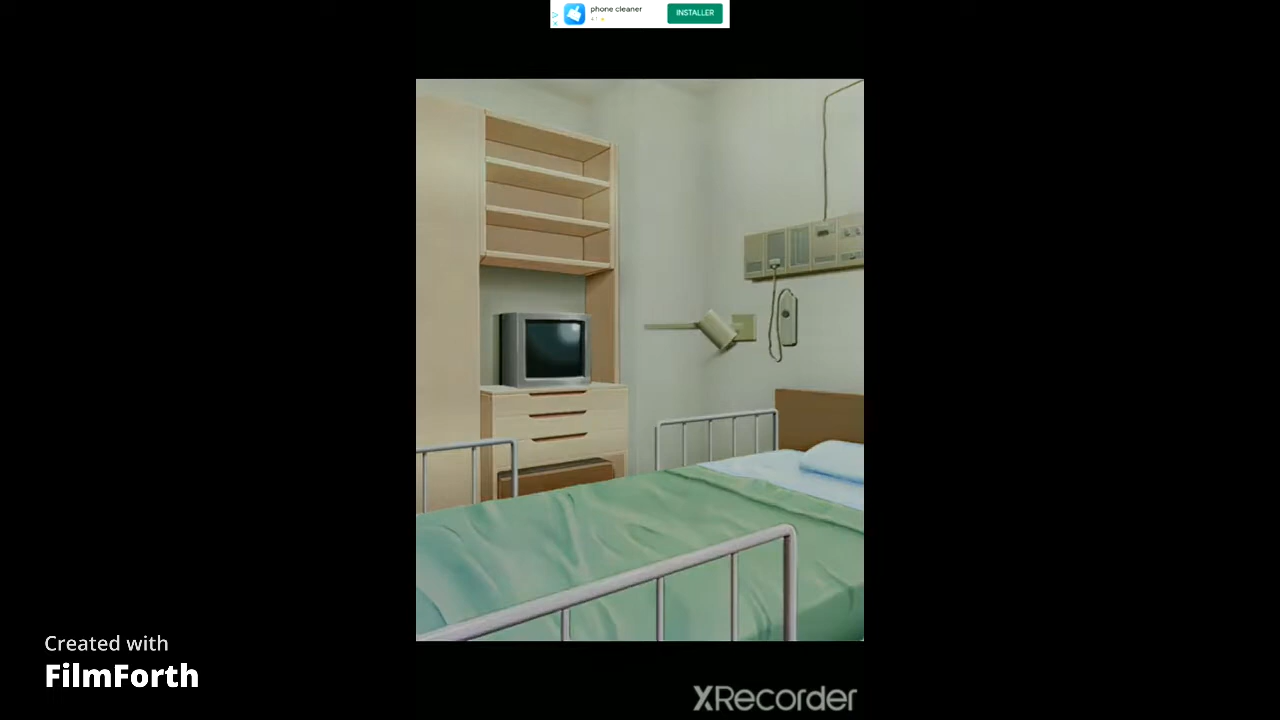 phone cleaner
INSTALLER
Created with
FilmForth
XRecorder